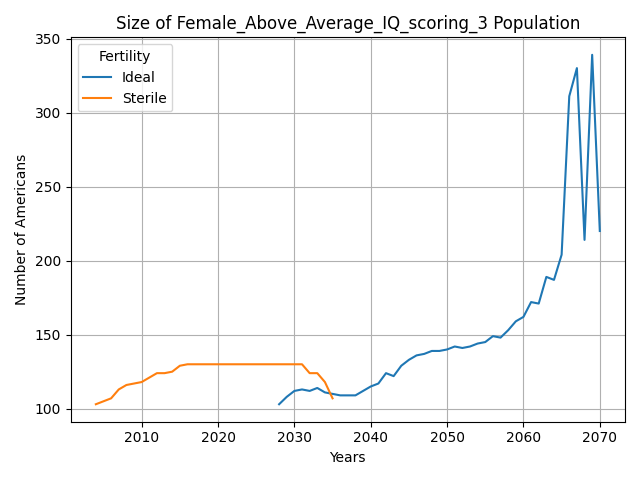 Size of Female_Above_Average_IQ_scoring_3 Population
Fertility
Ideal
Sterile
Number of Americans
350
300
250
200
150
100
2010 2020 2030 2040 2050 2060 2070
Years